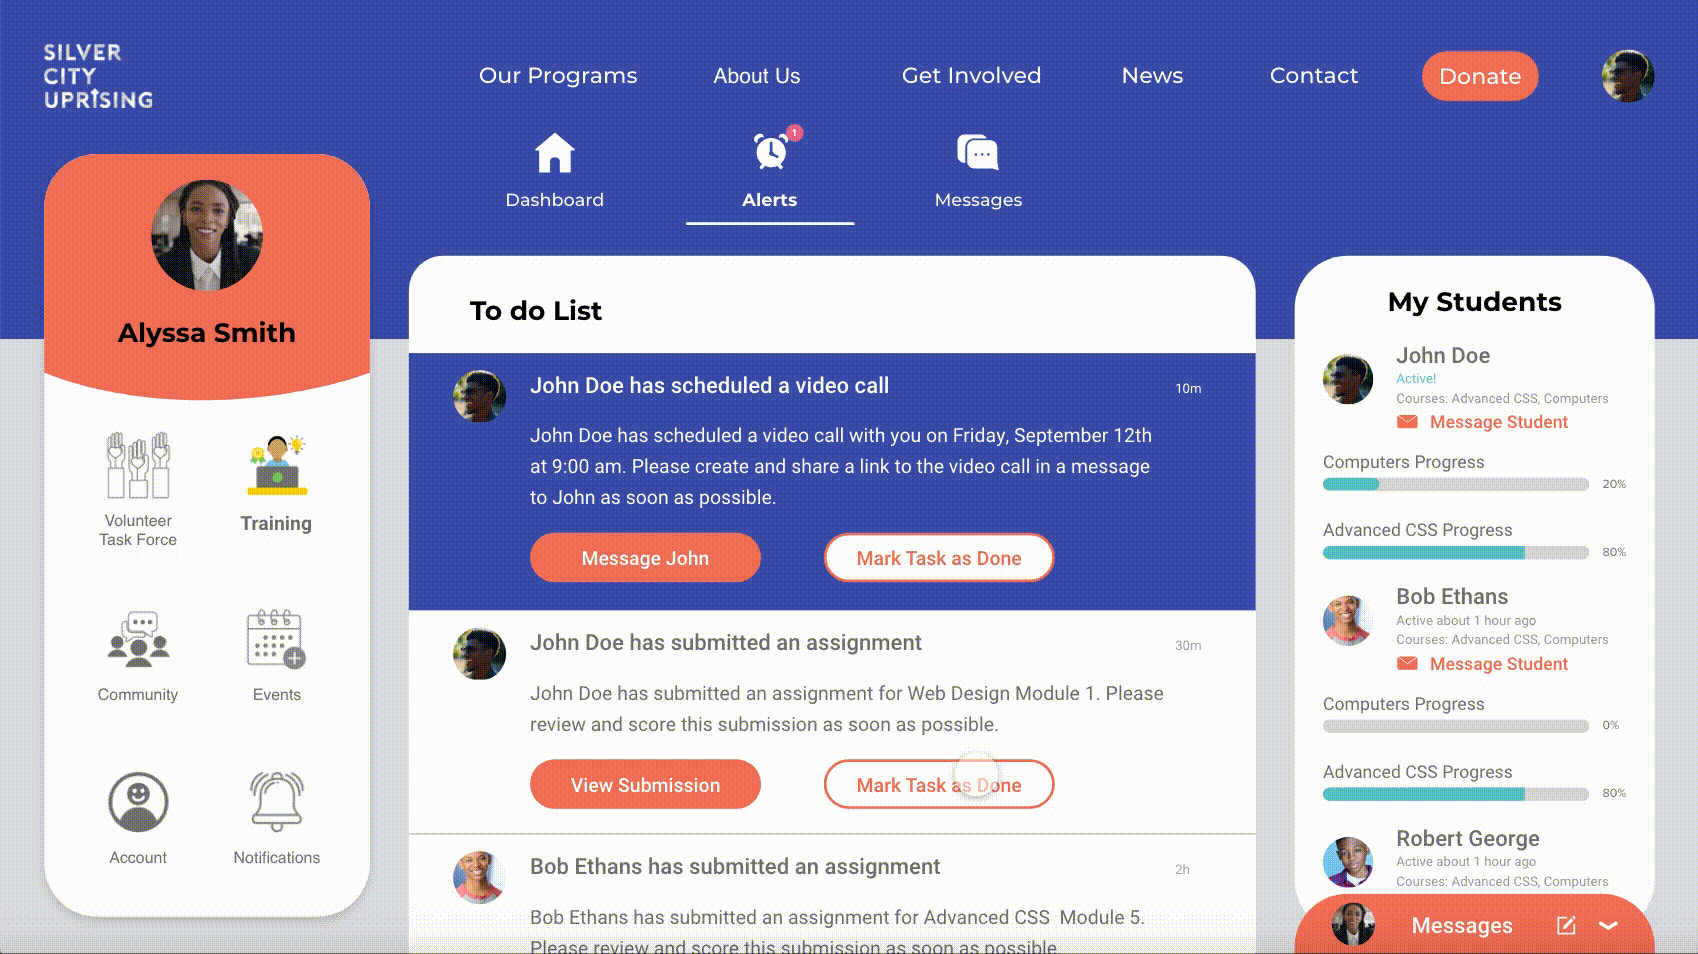 SILVER
CITY
UPRISING
Our Programs
About Us
Get Involved
News
Contact
Donate
1
Dashboard
Alerts
Messages
Alyssa Smith
Volunteer
Task Force
Training
Community
Events
Account
Notifications
To do List
John Doe has scheduled a video call
10m
John Doe has scheduled a video call with you on Friday, September 12th
at 9:00 am. Please create and share a link to the video call in a message
to John as soon as possible.
Message John
Mark Task as Done
John Doe has submitted an assignment
30m
John Doe has submitted an assignment for Web Design Module 1. Please
review and score this submission as soon as possible.
View Submission
Mark Task as Done
Bob Ethans has submitted an assignment
2h
Bob Ethans has submitted an assignment for Advanced CSS Module 5.
Please review and score this submission as soon as possible.
My Students
John Doe
Active!
Courses: Advanced CSS, Computers
Message Student
Computers Progress
20%
Advanced CSS Progress
80%
Bob Ethans
Active about 1 hour ago
Courses: Advanced CSS, Computers
Message Student
Computers Progress
0%
Advanced CSS Progress
80%
Robert George
Active about 1 hour ago
Courses: Advanced CSS, Computers
Messages